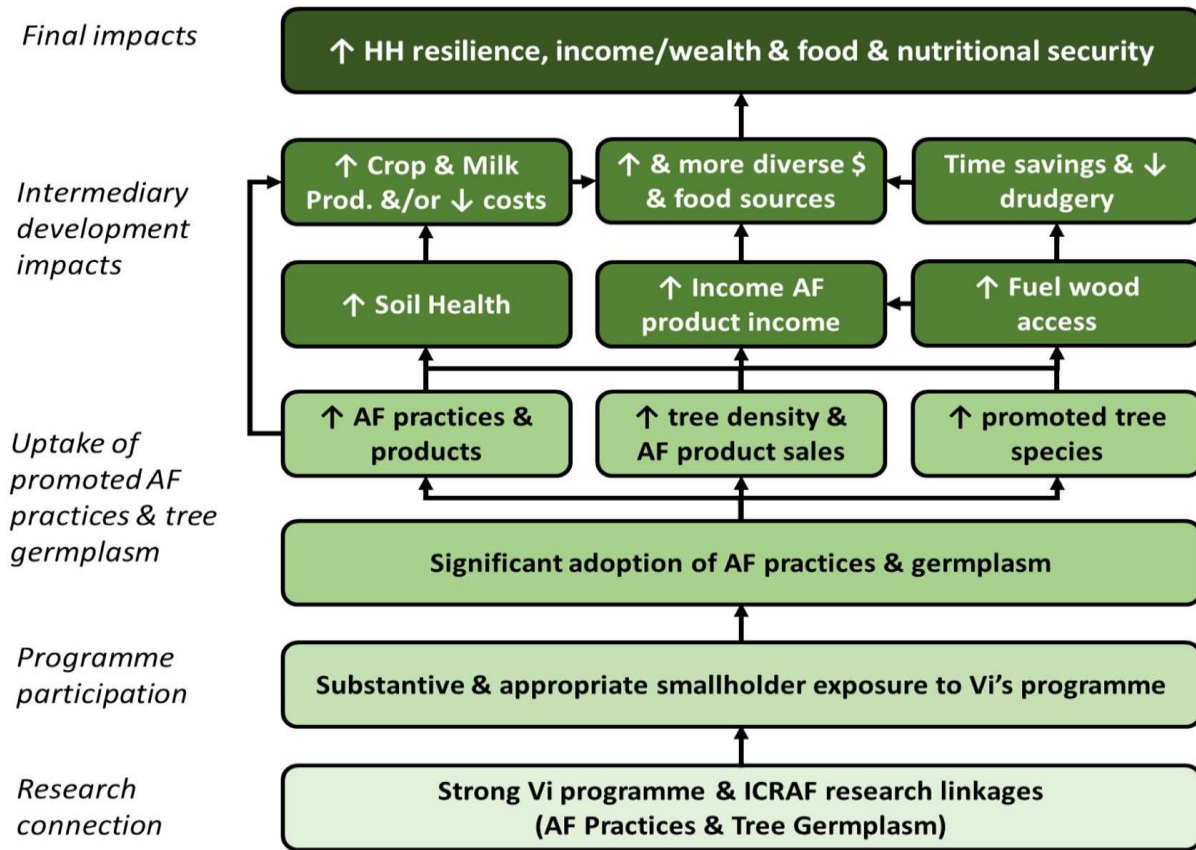 Final impacts
↑ HH resilience, income/wealth & food & nutritional security
Intermediary
development
impacts
↑ Crop & Milk
Prod. &/or ↓ costs
↑ & more diverse $
& food sources
Time savings & ↓
drudgery
↑ Soil Health
↑ Income AF
product income
↑ Fuel wood
access
Uptake of
promoted AF
practices & tree
germplasm
↑ AF practices &
products
↑ tree density &
AF product sales
↑ promoted tree
species
Significant adoption of AF practices & germplasm
Programme
participation
Substantive & appropriate smallholder exposure to Vi’s programme
Research
connection
Strong Vi programme & ICRAF research linkages
(AF Practices & Tree Germplasm)